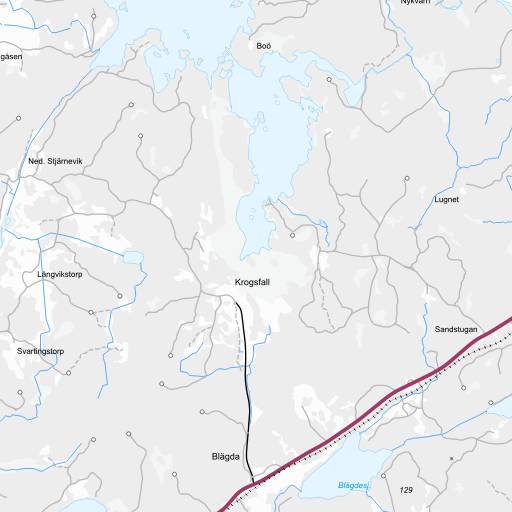 Nykvarn
Boö
gåsen
Ned. Stjärnevik
Lugnet
Långvikstorp
Krogsfall
Sandstugan
Svartingstorp
Blägda
Blägdesj.
129